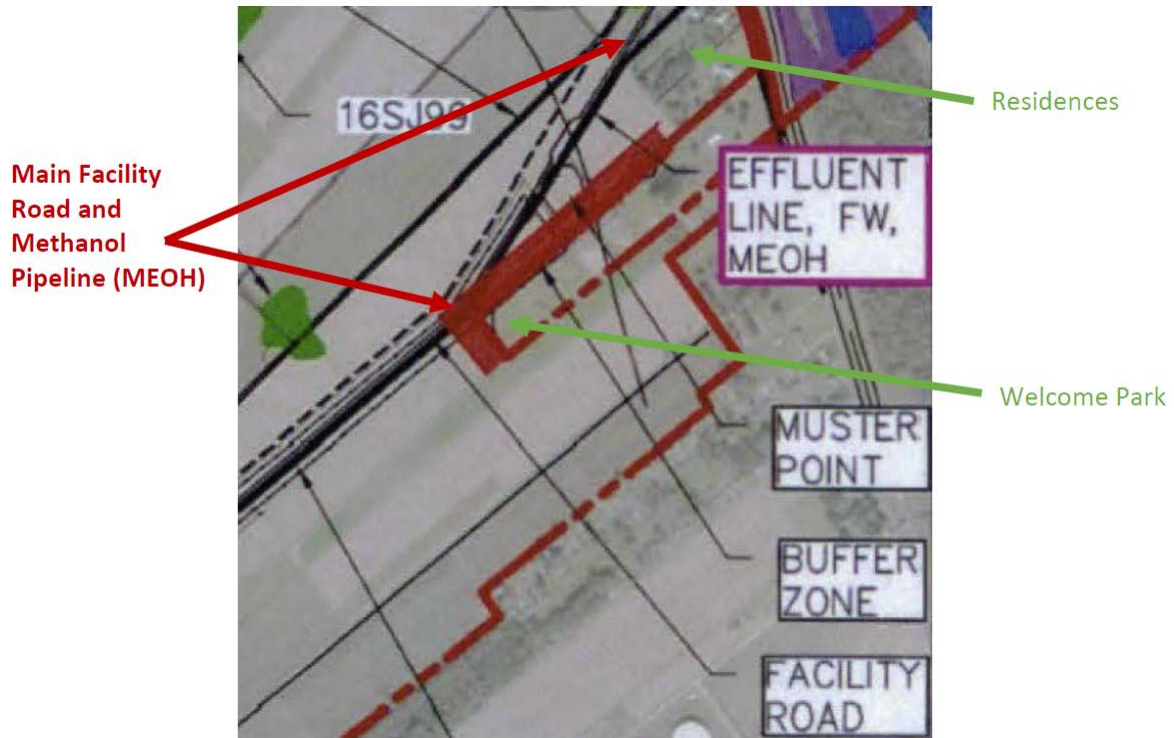 Residences
16SJ99
Main Facility
Road and
Methanol
Pipeline (MEOH)
EFFLUENT
LINE, FW,
MEOH
Welcome Park
MUSTER
POINT
BUFFER
ZONE
FACILITY
ROAD